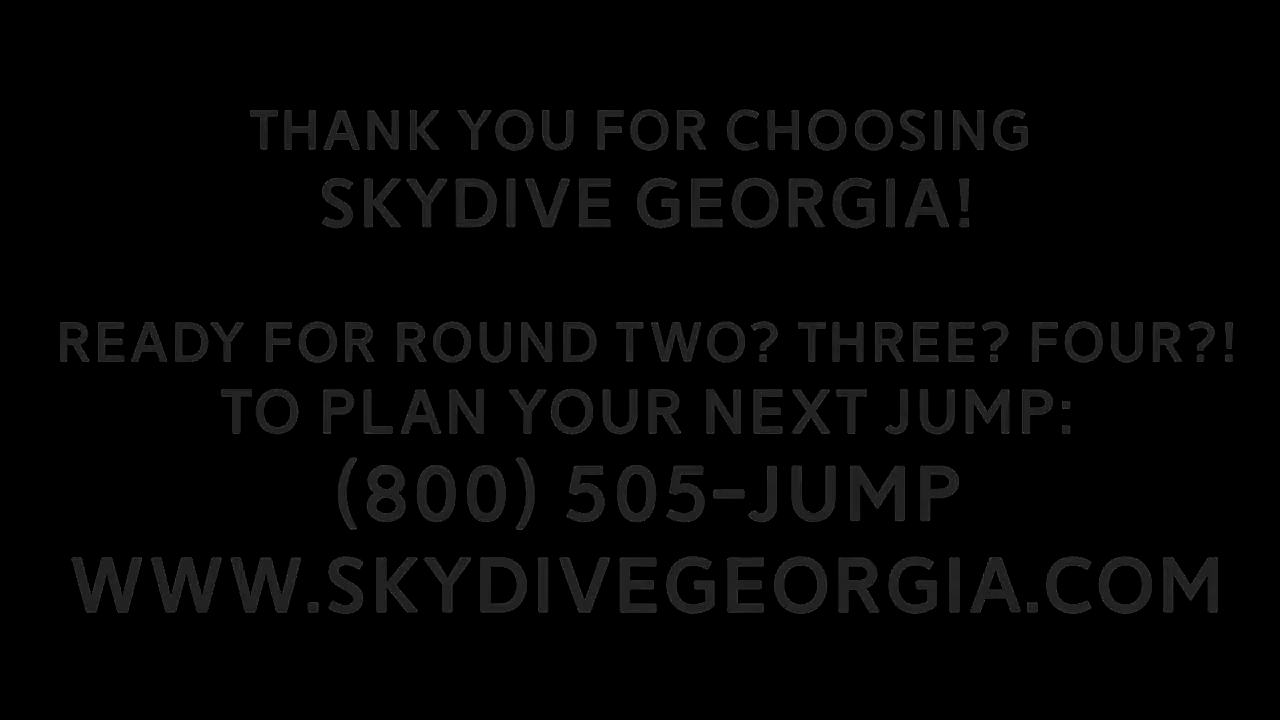 THANK YOU FOR CHOOSING
SKYDIVE GEORGIA!
READY FOR ROUND TWO? THREE? FOUR?!
TO PLAN YOUR NEXT JUMP:
(800) 505-JUMP
WWW.SKYDIVEGEORGIA.COM